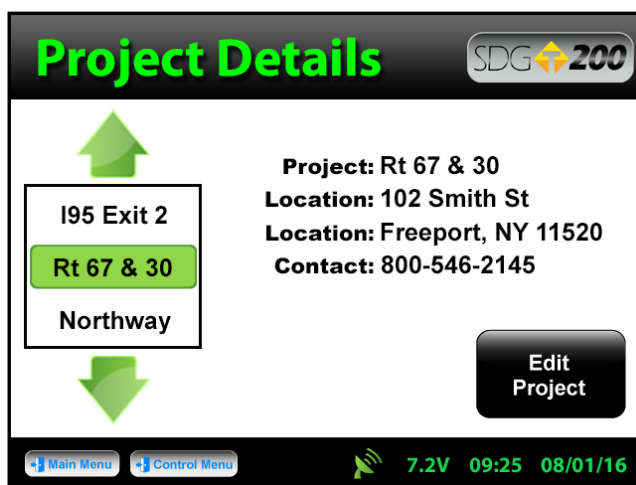 Project Details
SDG 200
I95 Exit 2
Rt 67 & 30
Northway
Project: Rt 67 & 30
Location: 102 Smith St
Location: Freeport, NY 11520
Contact: 800-546-2145
Edit
Project
Main Menu
Control Menu
7.2V 09:25 08/01/16